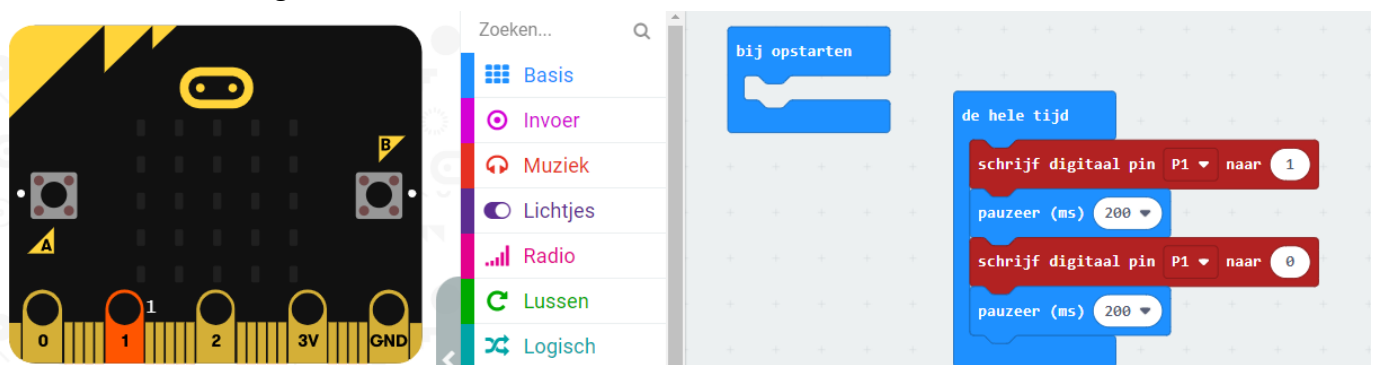 B
A
1
0
1
2
3V
GND
Zoeken...
Basis
Invoer
Muziek
Lichtjes
Radio
Lussen
Logisch
bij opstarten
de hele tijd
schrijf digitaal pin P1 naar 1
pauzeer (ms) 200
schrijf digitaal pin P1 naar 0
pauzeer (ms) 200